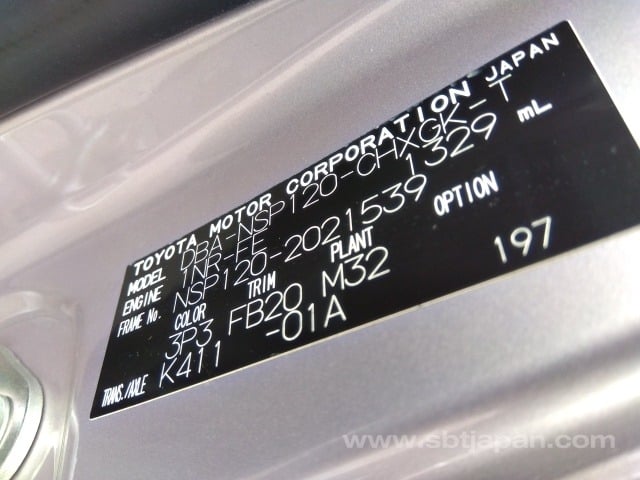 TOYOTA MOTOR CORPORATION JAPAN
MODEL DBA-NSP120-CHXGK-T
ENGINE 1NR-FE 1329 mL
FRAME No. NSP120-2021539
COLOR TRIM PLANT OPTION
3P3 FB20 M32 197
TRANS./AXLE K411 -01A
www.sbtjapan.com